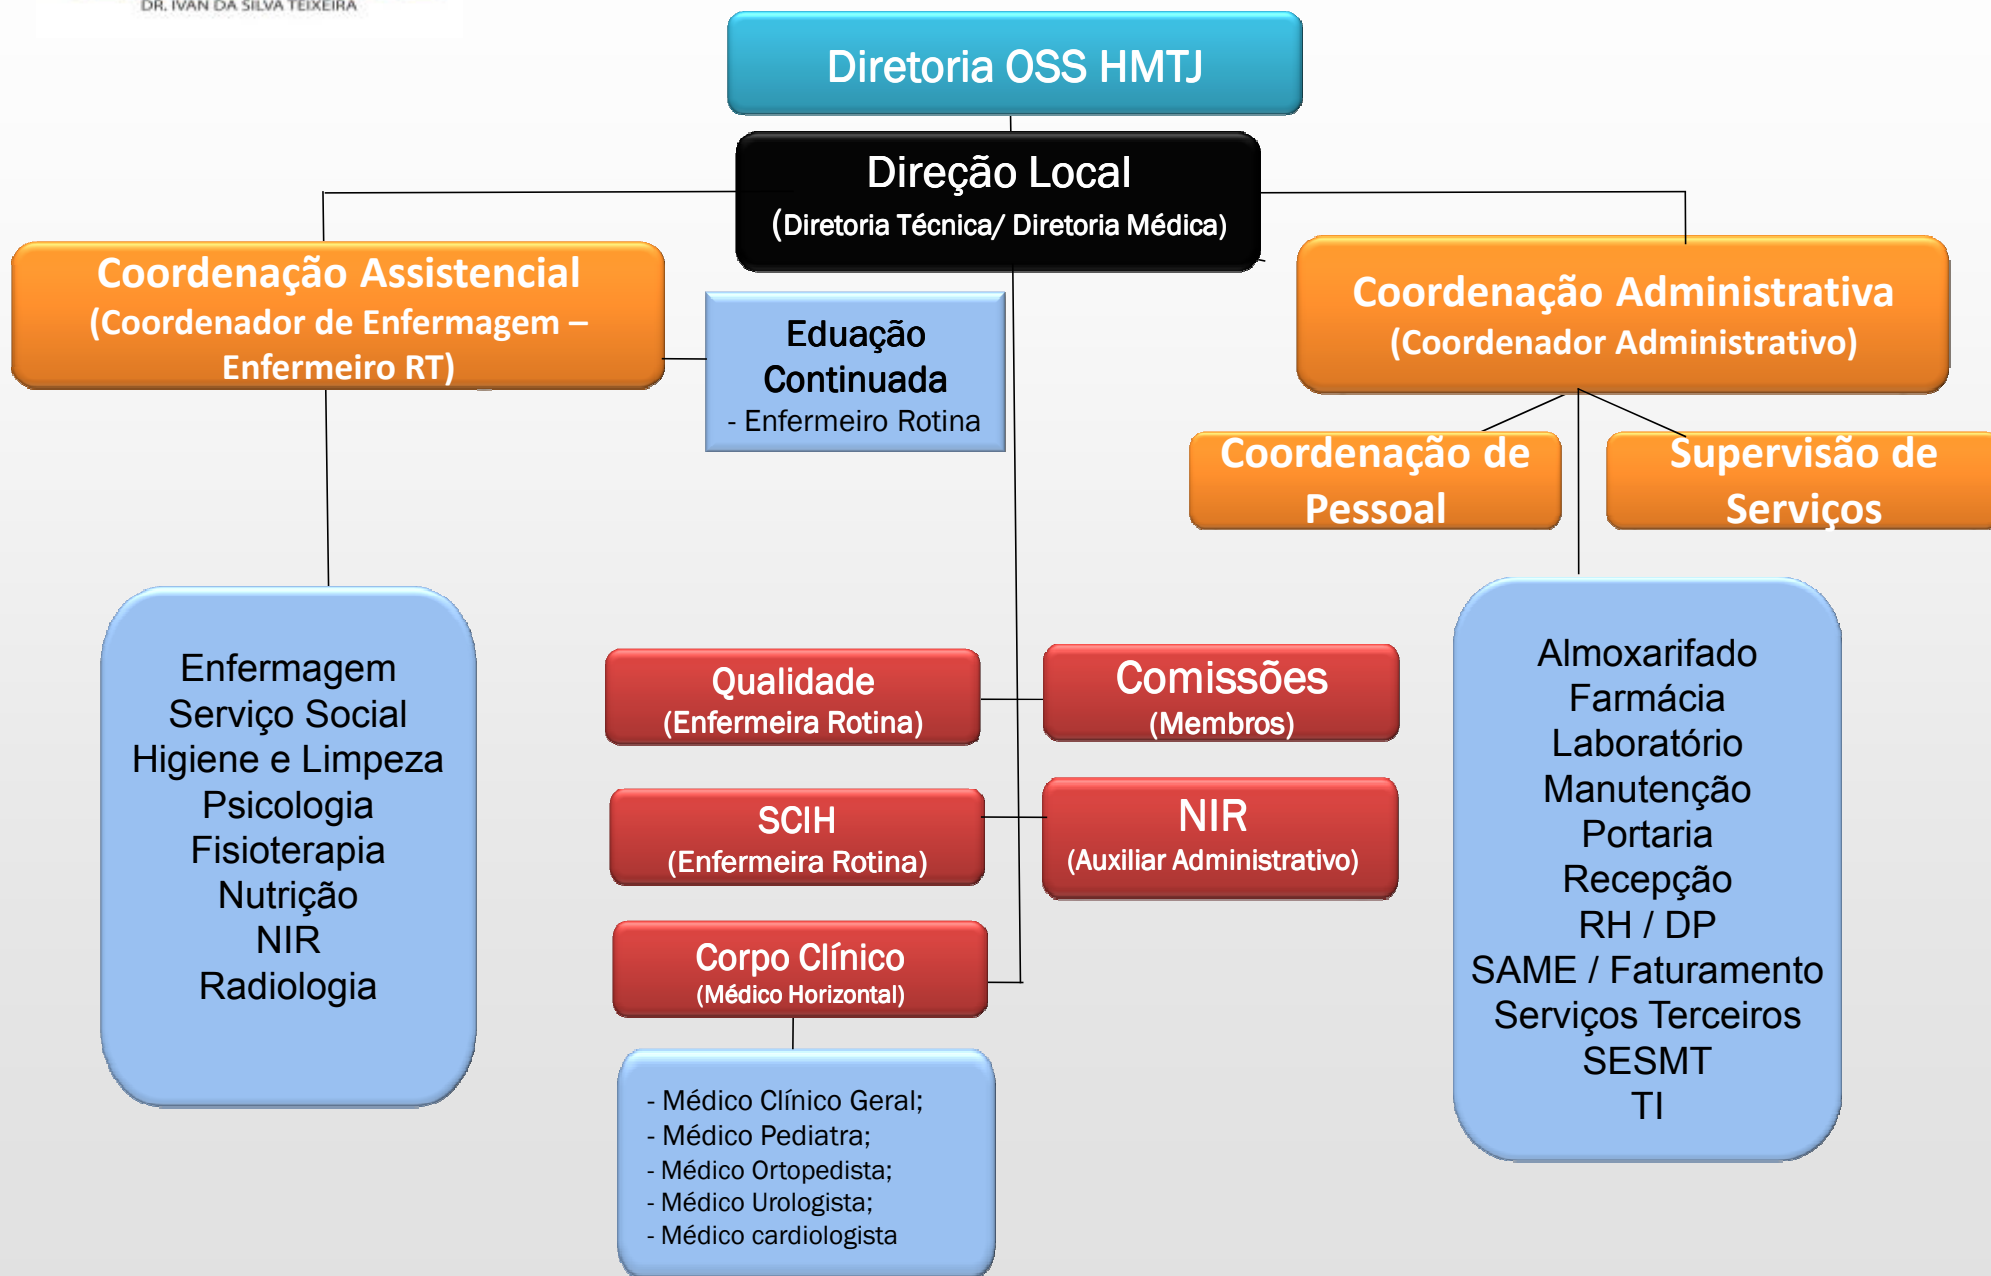 DR. IVAN DA SILVA TEIXEIRA
Diretoria OSS HMTJ
Direção Local
(Diretoria Técnica/ Diretoria Médica)
Coordenação Assistencial
(Coordenador de Enfermagem –
Enfermeiro RT)
Eduação
Continuada
- Enfermeiro Rotina
Coordenação Administrativa
(Coordenador Administrativo)
Coordenação de
Pessoal
Supervisão de
Serviços
Enfermagem
Serviço Social
Higiene e Limpeza
Psicologia
Fisioterapia
Nutrição
NIR
Radiologia
Qualidade
(Enfermeira Rotina)
Comissões
(Membros)
SCIH
(Enfermeira Rotina)
NIR
(Auxiliar Administrativo)
Corpo Clínico
(Médico Horizontal)
- Médico Clínico Geral;
- Médico Pediatra;
- Médico Ortopedista;
- Médico Urologista;
- Médico cardiologista
Almoxarifado
Farmácia
Laboratório
Manutenção
Portaria
Recepção
RH / DP
SAME / Faturamento
Serviços Terceiros
SESMT
TI